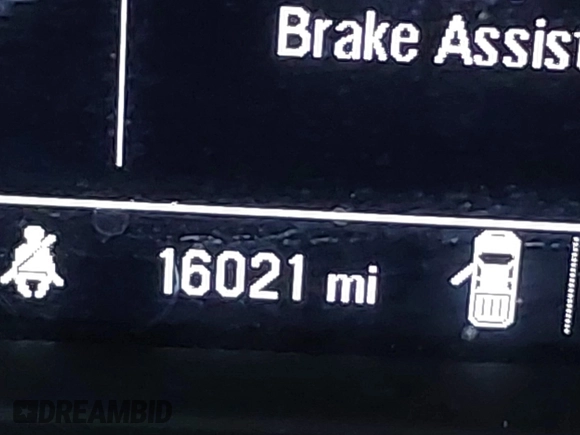 Brake Assist
16021 mi
DREAMBID